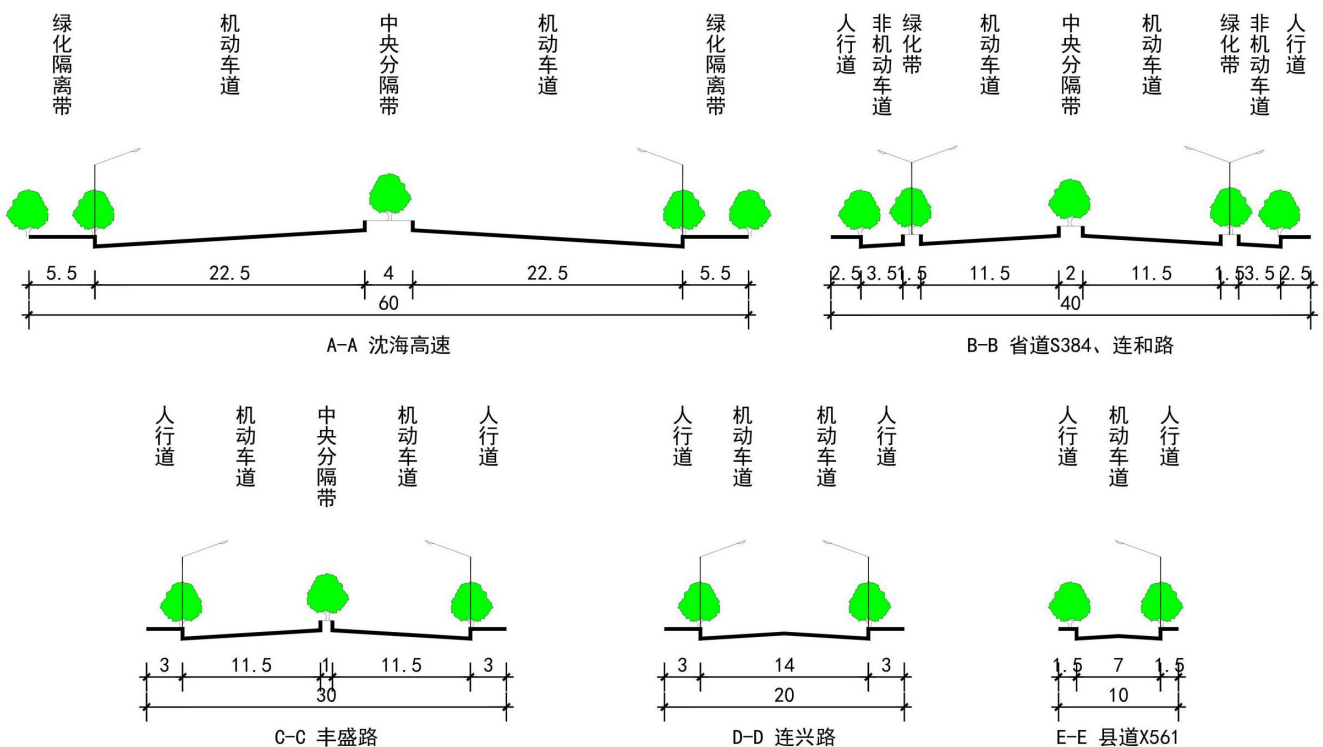 绿化隔离带
机动车道
中央分隔带
机动车道
绿化隔离带
5.5
22.5
4
22.5
5.5
60
A-A 沈海高速
人行道
非机动车道
绿化带
机动车道
中央分隔带
机动车道
绿化带
非机动车道
人行道
2.5
3.5
1.5
11.5
2
11.5
1.5
3.5
2.5
40
B-B 省道S384、连和路
人行道
机动车道
中央分隔带
机动车道
人行道
3
11.5
1
11.5
3
30
C-C 丰盛路
人行道
机动车道
机动车道
人行道
3
14
3
20
D-D 连兴路
人行道
机动车道
人行道
1.5
7
1.5
10
E-E 县道X561